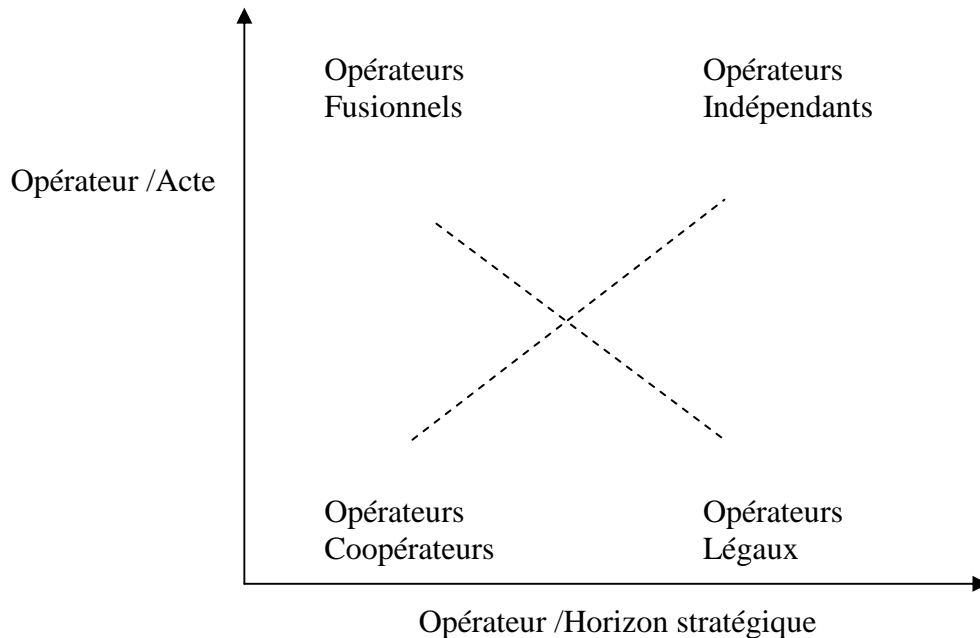 Opérateurs
Fusionnels
Opérateurs
Indépendants
Opérateur /Acte
Opérateurs
Coopérateurs
Opérateurs
Légaux
Opérateur /Horizon stratégique